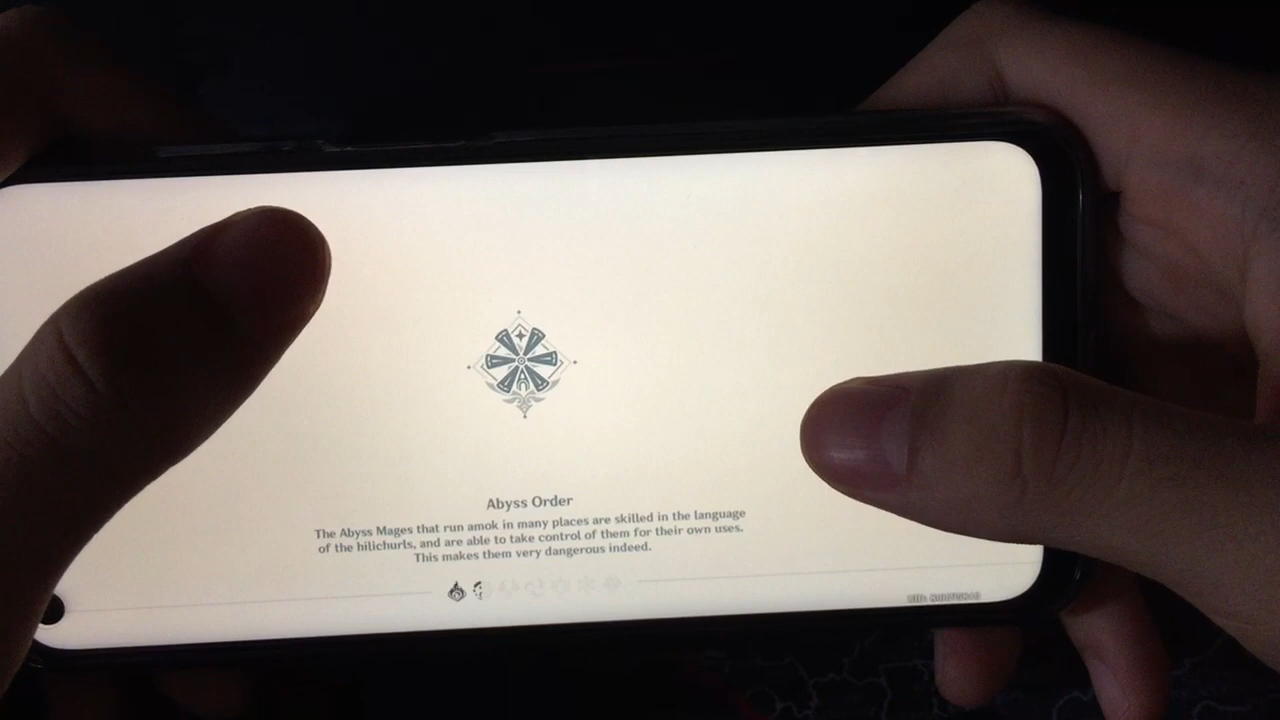 Abyss Order
The Abyss Mages that run amok in many places are skilled in the language
of the hilichurls, and are able to take control of them for their own uses.
This makes them very dangerous indeed.
UID: